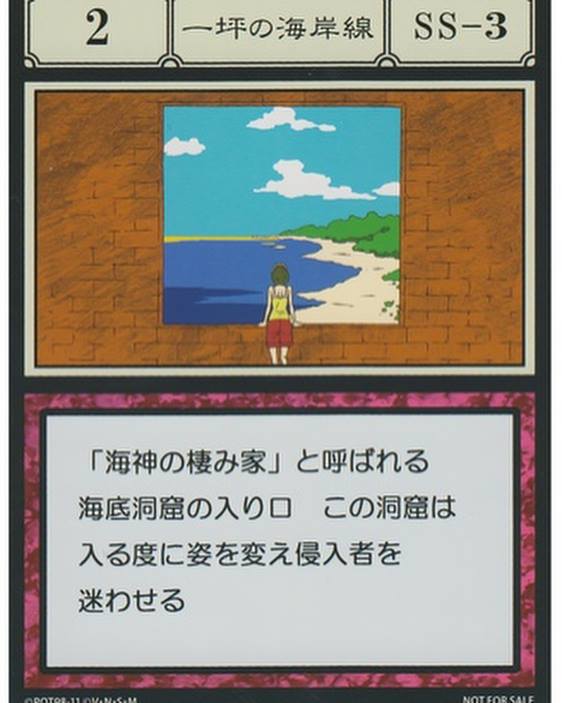 2
一坪の海岸線
SS-3
「海神の棲み家」と呼ばれる
海底洞窟の入り口　この洞窟は
入る度に姿を変え侵入者を
迷わせる
©POT98-11©V•N•S•M
NOT FOR SALE